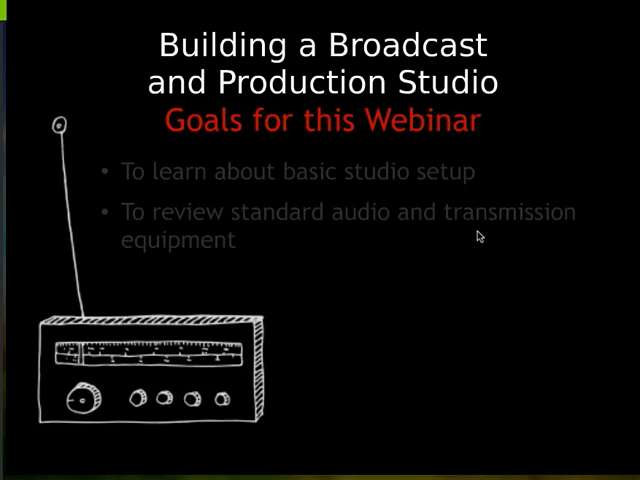 Building a Broadcast
and Production Studio
Goals for this Webinar
• To learn about basic studio setup
• To review standard audio and transmission
equipment